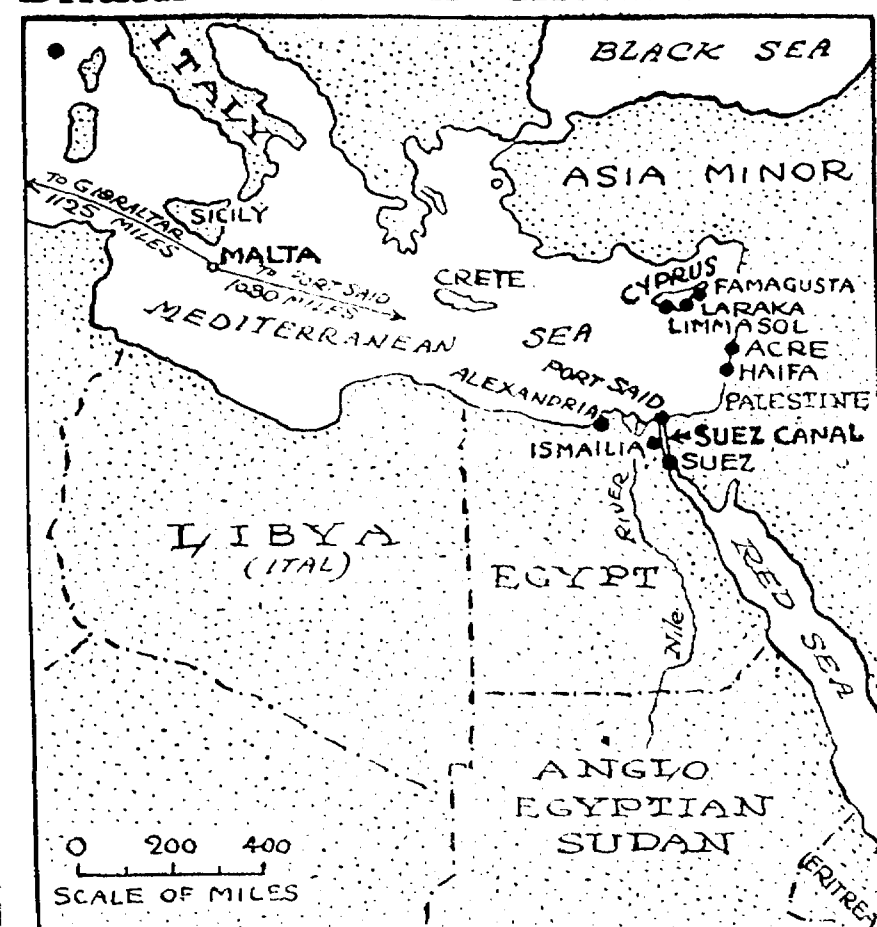 BLACK SEA
ITALY
ASIA MINOR
TO GIBRALTAR
1125 MILES
SICILY
MALTA
TO PORT SAID
1030 MILES
CRETE
CYPRUS
FAMAGUSTA
LARAKA
LIMMASOL
MEDITERRANEAN
SEA
ACRE
HAIFA
PORT SAID
ALEXANDRIA
PALESTINE
SUEZ CANAL
ISMAILIA
SUEZ
LIBYA
(ITAL)
EGYPT
RIVER
Nile
RED SEA
ANGLO
EGYPTIAN
SUDAN
0 200 400
SCALE OF MILES
ERITREA